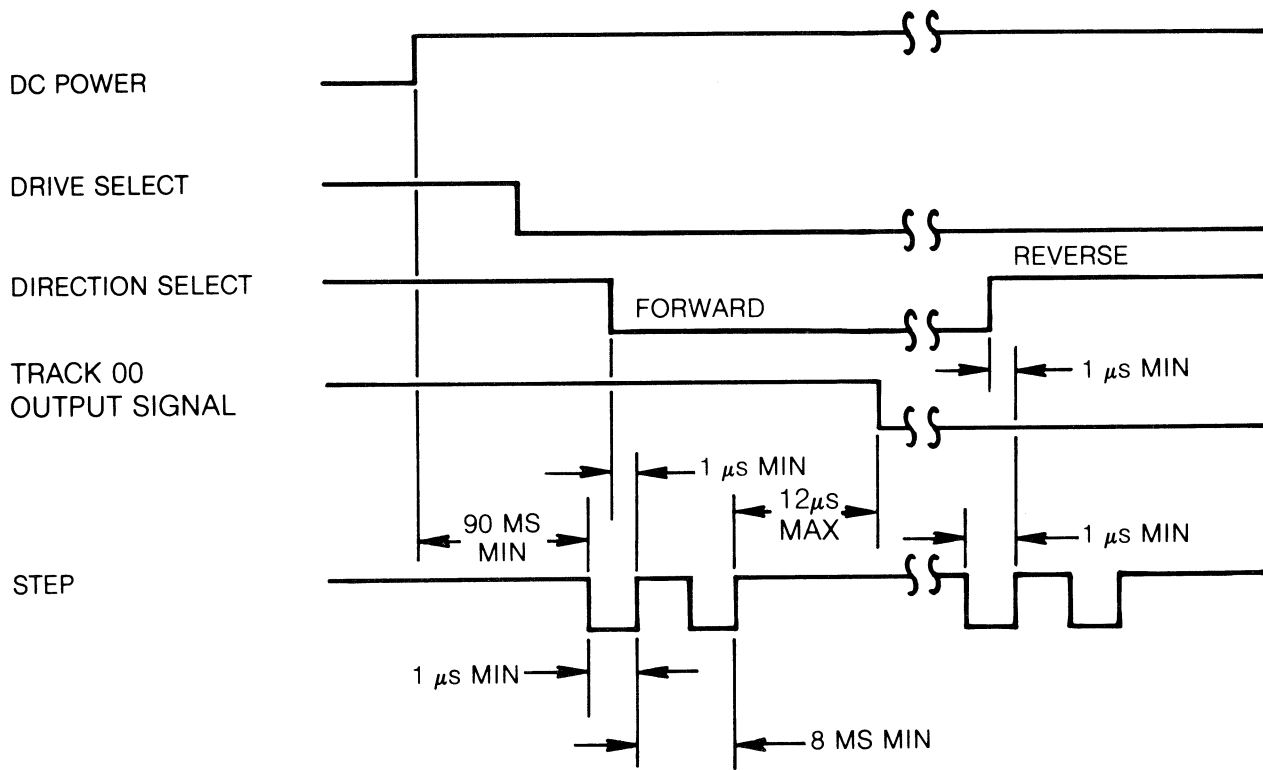 DC POWER
DRIVE SELECT
REVERSE
DIRECTION SELECT
FORWARD
TRACK 00
OUTPUT SIGNAL
1 µs MIN
1 µs MIN
12µs
MAX
90 MS
MIN
1 µs MIN
STEP
1 µs MIN
8 MS MIN